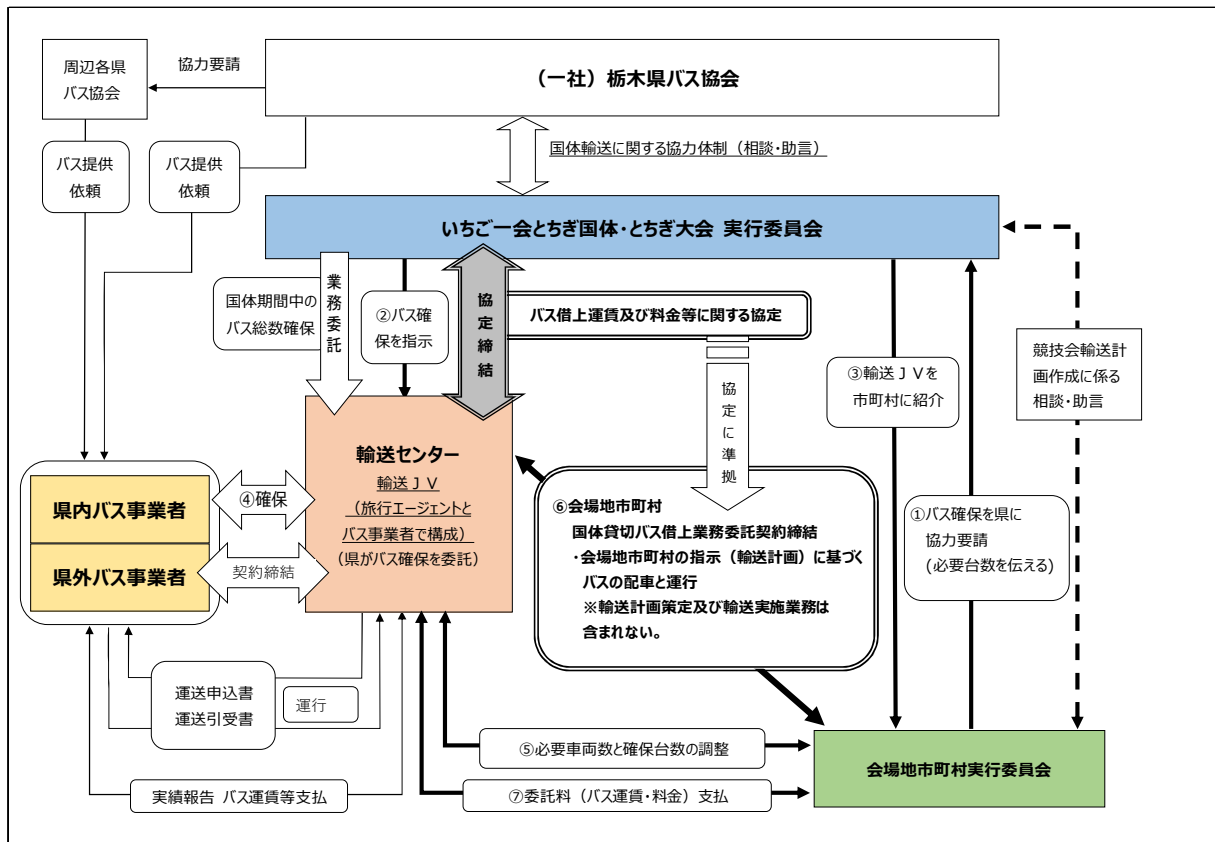 周辺各県
バス協会
協力要請
(一社)栃木県バス協会
バス提供
依頼
バス提供
依頼
国体輸送に関する協力体制(相談・助言)
いちご一会とちぎ国体・とちぎ大会 実行委員会
国体期間中の
バス総数確保
業務委託
②バス確
保を指示
協定締結
バス借上運賃及び料金等に関する協定
協定に準拠
③輸送JVを
市町村に紹介
競技会輸送計
画作成に係る
相談・助言
輸送センター
輸送JV
(旅行エージェントと
バス事業者で構成)
(県がバス確保を委託)
県内バス事業者
県外バス事業者
④確保
契約締結
⑥会場地市町村
国体貸切バス借上業務委託契約締結
・会場地市町村の指示(輸送計画)に基づく
バスの配車と運行
※輸送計画策定及び輸送実施業務は
含まれない。
①バス確保を県に
協力要請
(必要台数を伝える)
運送申込書
運送引受書
運行
⑤必要車両数と確保台数の調整
会場地市町村実行委員会
実績報告 バス運賃等支払
⑦委託料(バス運賃・料金)支払